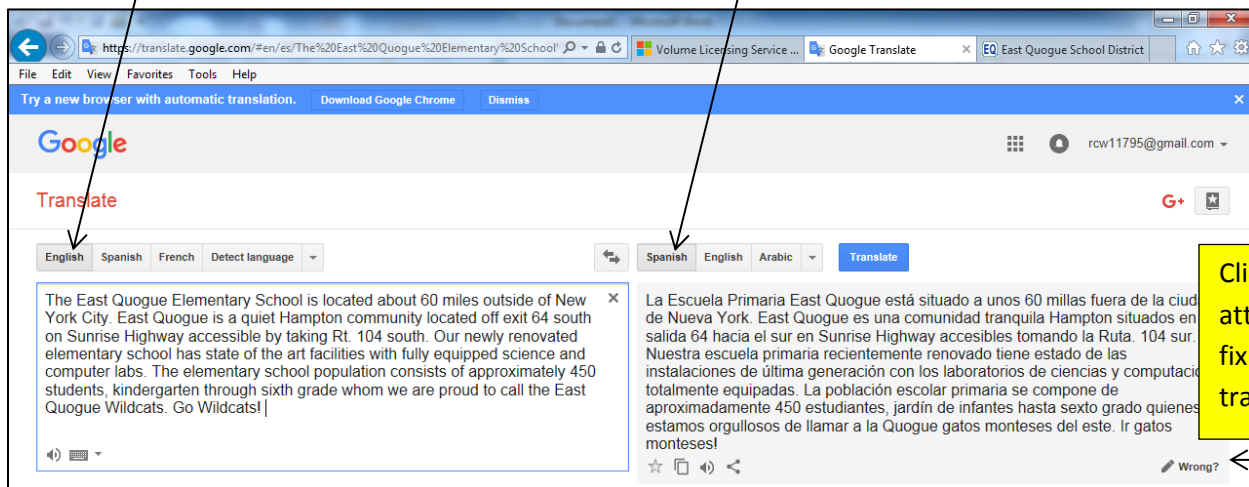 https://translate.google.com/#en/es/The%20East%20Quogue%20Elementary%20School'
Volume Licensing Service ...
Google Translate
EQ East Quogue School District
File Edit View Favorites Tools Help
Try a new browser with automatic translation. Download Google Chrome Dismiss
Google
rcw11795@gmail.com
Translate
G+
English Spanish French Detect language
Spanish English Arabic Translate
The East Quogue Elementary School is located about 60 miles outside of New
York City. East Quogue is a quiet Hampton community located off exit 64 south
on Sunrise Highway accessible by taking Rt. 104 south. Our newly renovated
elementary school has state of the art facilities with fully equipped science and
computer labs. The elementary school population consists of approximately 450
students, kindergarten through sixth grade whom we are proud to call the East
Quogue Wildcats. Go Wildcats!
La Escuela Primaria East Quogue está situado a unos 60 millas fuera de la ciud
de Nueva York. East Quogue es una comunidad tranquila Hampton situados en
salida 64 hacia el sur en Sunrise Highway accesibles tomando la Ruta. 104 sur.
Nuestra escuela primaria recientemente renovado tiene estado de las
instalaciones de última generación con los laboratorios de ciencias y computaci
totalmente equipadas. La población escolar primaria se compone de
aproximadamente 450 estudiantes, jardín de infantes hasta sexto grado quienes
estamos orgullosos de llamar a la Quogue gatos monteses del este. Ir gatos
monteses!
Wrong?
Cli
att
fix
tra